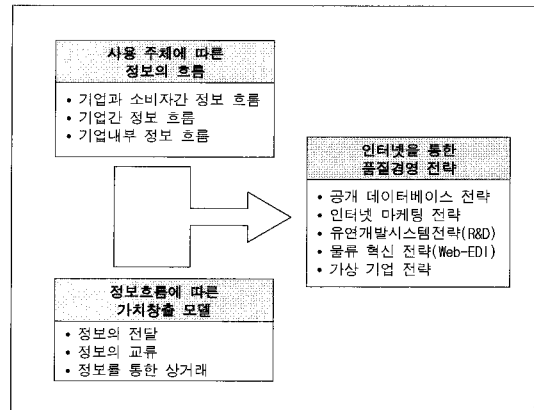 사용 주체에 따른
정보의 흐름
• 기업과 소비자간 정보 흐름
• 기업간 정보 흐름
• 기업내부 정보 흐름
인터넷을 통한
품질경영 전략
• 공개 데이터베이스 전략
• 인터넷 마케팅 전략
• 유연개발시스템전략(R&D)
• 물류 혁신 전략(Web-EDI)
• 가상 기업 전략
정보흐름에 따른
가치창출 모델
• 정보의 전달
• 정보의 교류
• 정보를 통한 상거래